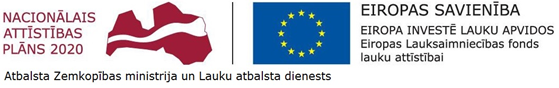 NACIONĀLAIS
ATTĪSTĪBAS
PLĀNS 2020
EIROPAS SAVIENĪBA
EIROPA INVESTĒ LAUKU APVIDOS
Eiropas Lauksaimniecības fonds
lauku attīstībai
Atbalsta Zemkopības ministrija un Lauku atbalsta dienests